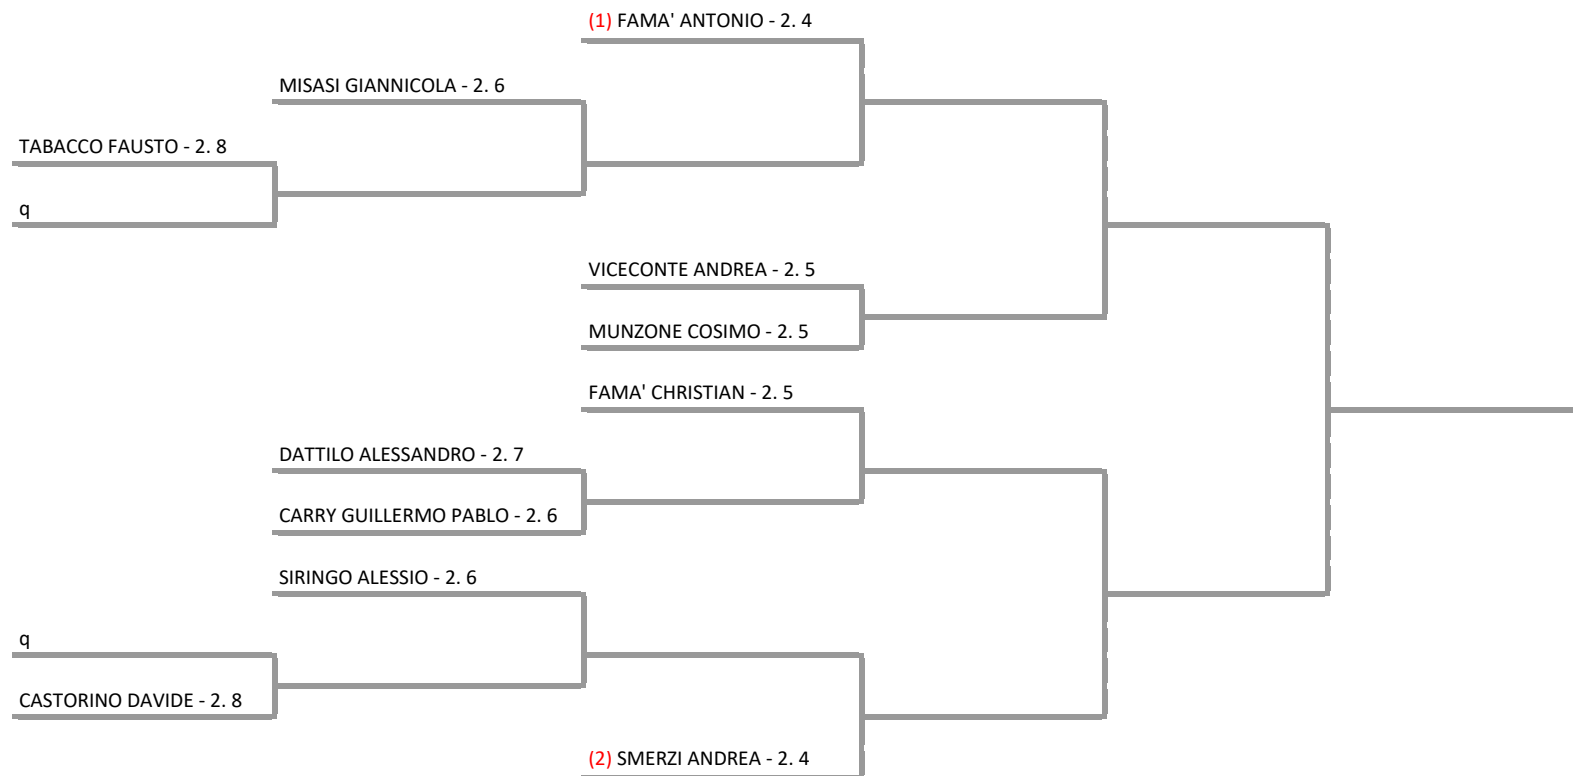 (1) FAMA' ANTONIO - 2. 4
MISASI GIANNICOLA - 2. 6
TABACCO FAUSTO - 2. 8
q
VICECONTE ANDREA - 2. 5
MUNZONE COSIMO - 2. 5
FAMA' CHRISTIAN - 2. 5
DATTILO ALESSANDRO - 2. 7
CARRY GUILLERMO PABLO - 2. 6
SIRINGO ALESSIO - 2. 6
q
CASTORINO DAVIDE - 2. 8
(2) SMERZI ANDREA - 2. 4